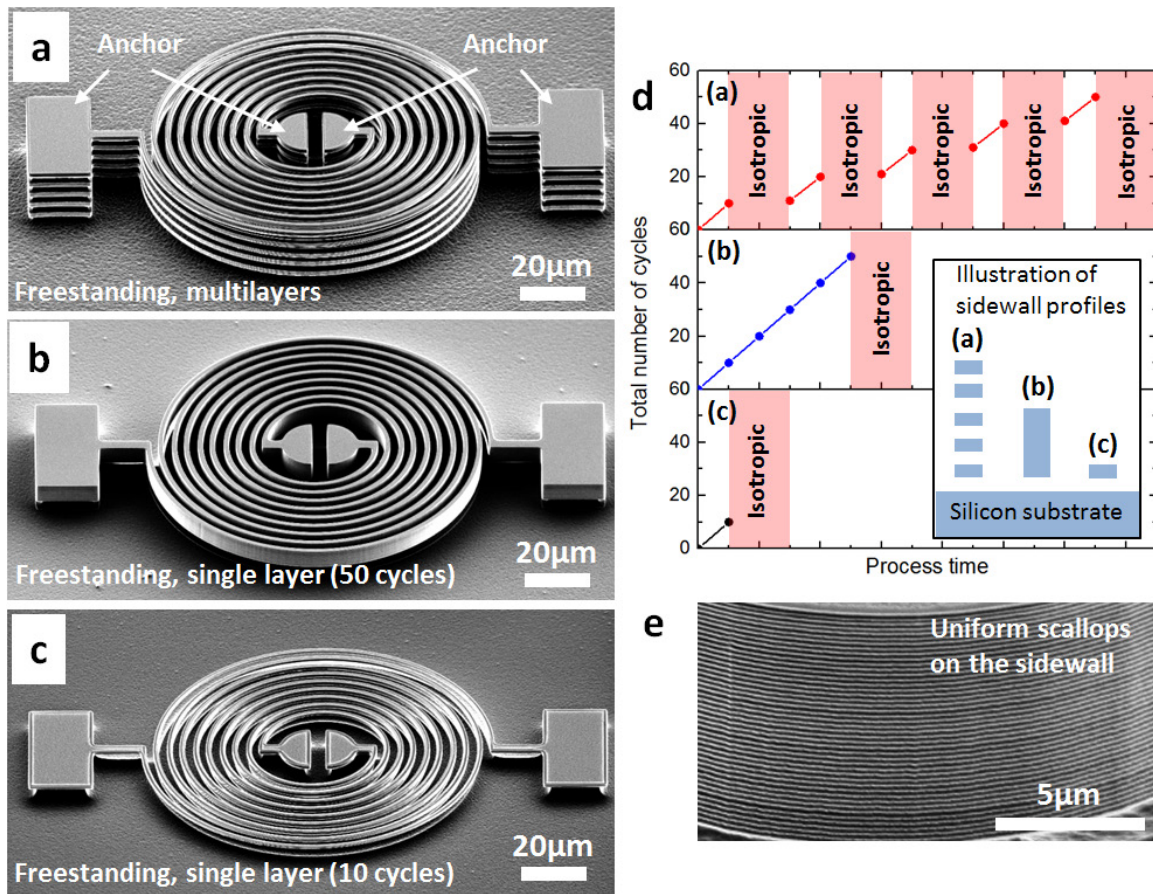 a
Anchor
Anchor
20μm
Freestanding, multilayers
b
20μm
Freestanding, single layer (50 cycles)
c
20μm
Freestanding, single layer (10 cycles)
d
Total number of cycles
60
40
20
60
40
20
60
40
20
0
(a)
Isotropic
Isotropic
Isotropic
Isotropic
Isotropic
(b)
Isotropic
(c)
Isotropic
Process time
Illustration of
sidewall profiles
(a)
(b)
(c)
Silicon substrate
e
Uniform scallops
on the sidewall
5μm